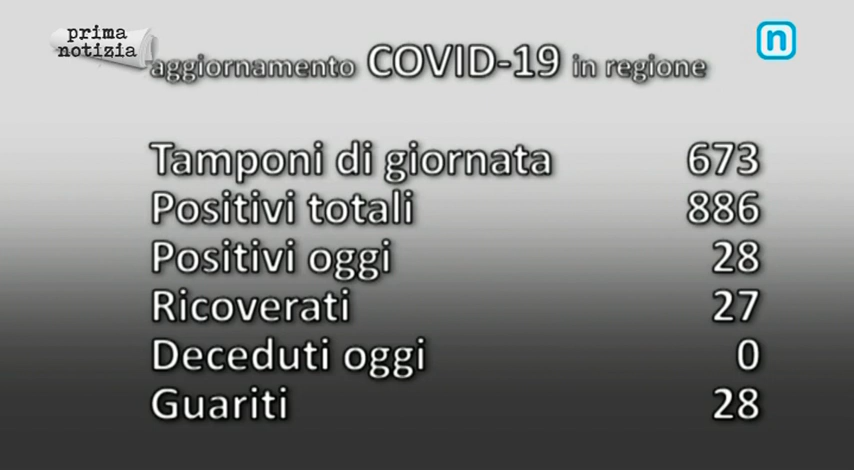 prima
notizia
n
aggiornamento COVID-19 in regione
Tamponi di giornata 673
Positivi totali 886
Positivi oggi 28
Ricoverati 27
Deceduti oggi 0
Guariti 28